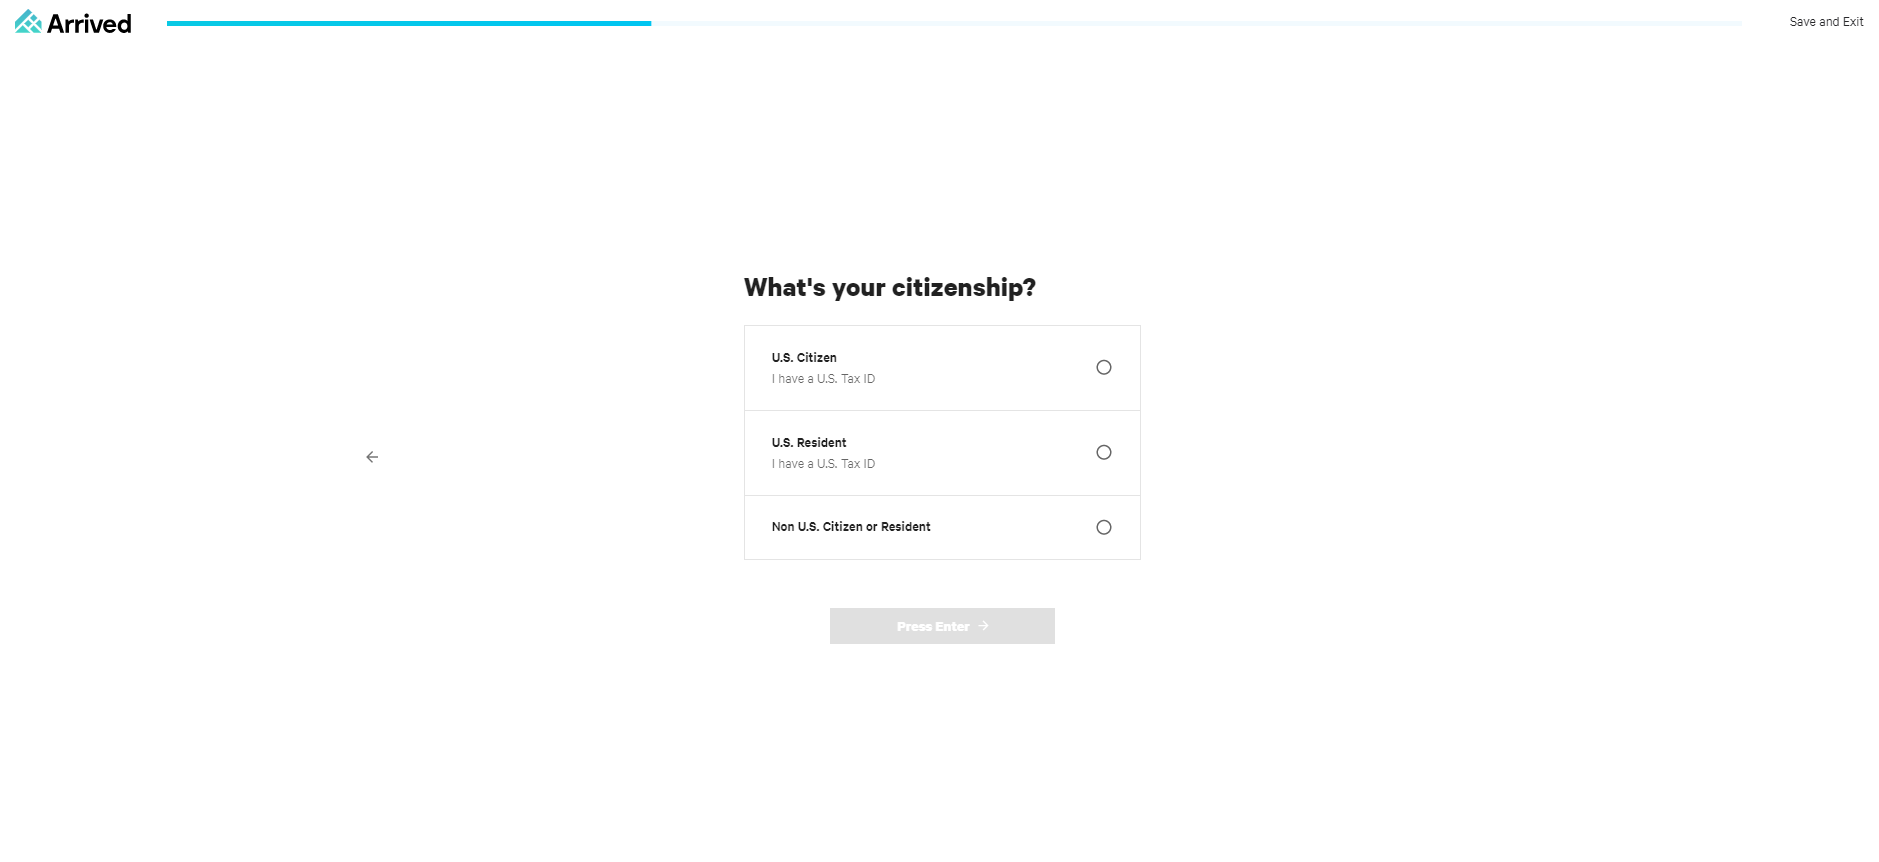 Arrived
Save and Exit
What's your citizenship?
U.S. Citizen
I have a U.S. Tax ID
U.S. Resident
I have a U.S. Tax ID
Non U.S. Citizen or Resident
Press Enter